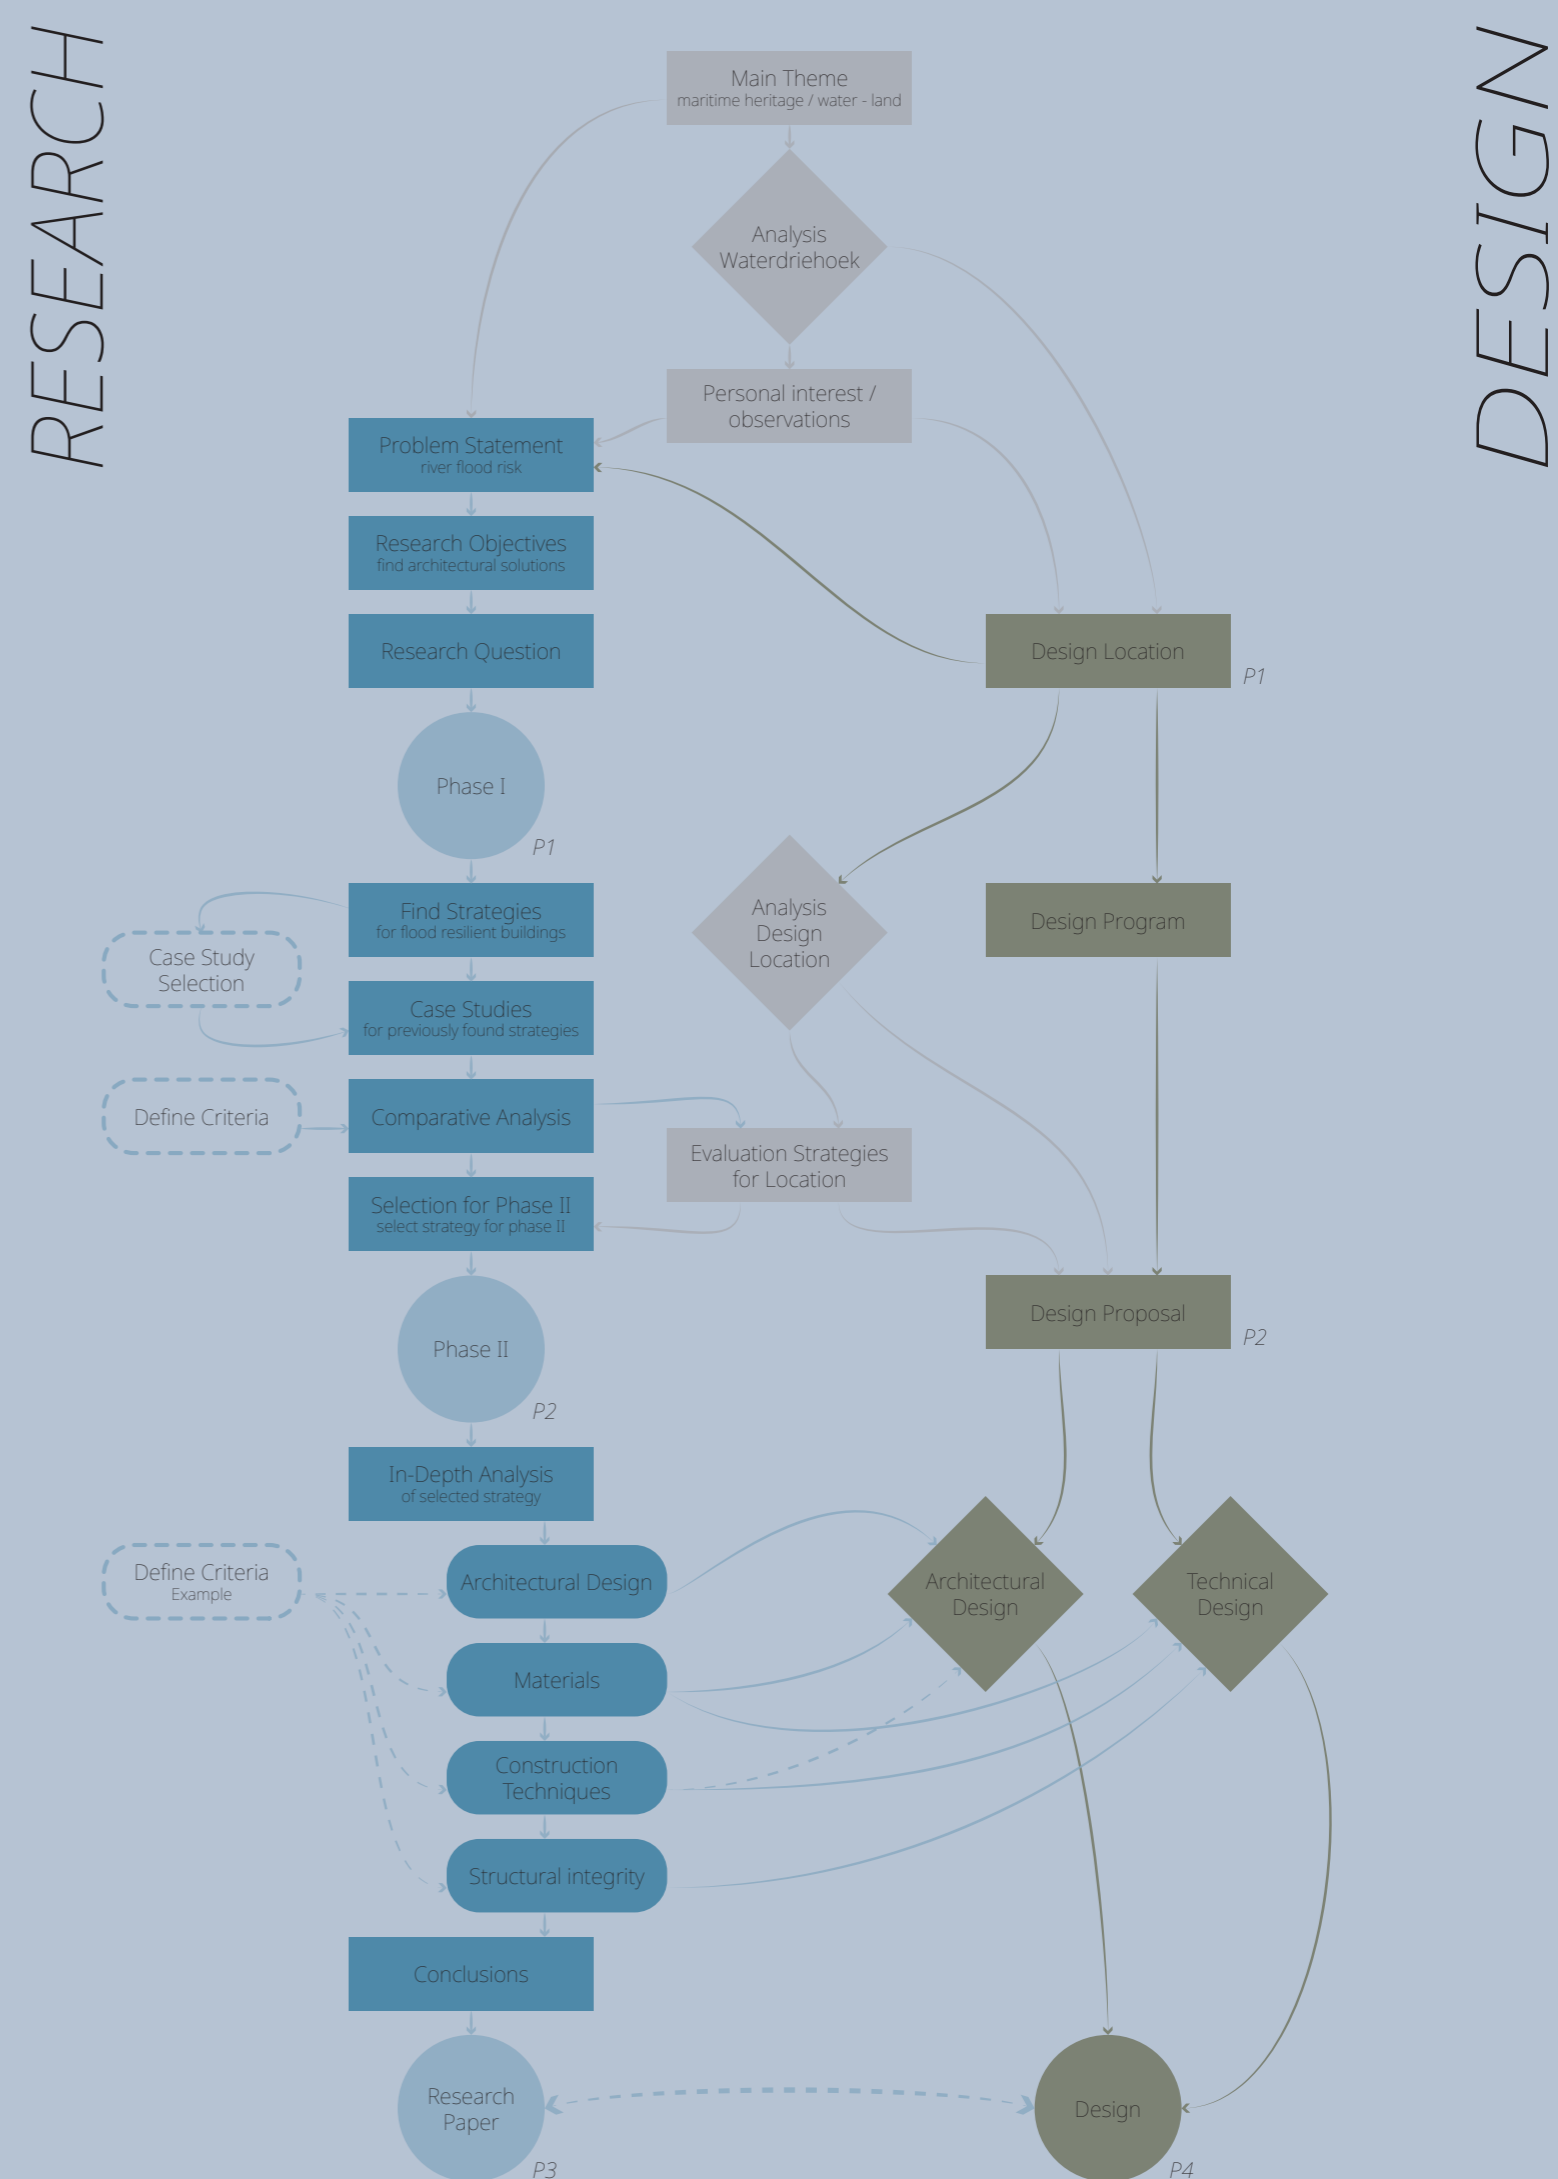 RESEARCH
DESIGN
Main Theme
maritime heritage / water - land
Analysis
Waterdriehoek
Personal interest /
observations
Problem Statement
river flood risk
Research Objectives
find architectural solutions
Research Question
Design Location
P1
Phase I
P1
Find Strategies
for flood resilient buildings
Case Study
Selection
Analysis
Design
Location
Design Program
Case Studies
for previously found strategies
Define Criteria
Comparative Analysis
Evaluation Strategies
for Location
Selection for Phase II
select strategy for phase II
Design Proposal
P2
Phase II
P2
In-Depth Analysis
of selected strategy
Define Criteria
Example
Architectural Design
Architectural
Design
Technical
Design
Materials
Construction
Techniques
Structural integrity
Conclusions
Research
Paper
P3
Design
P4